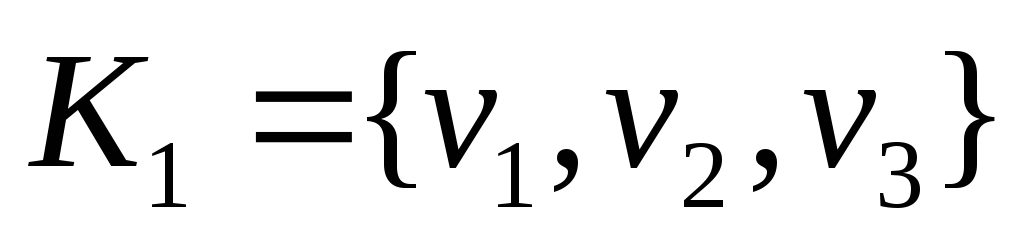 K₁ = {v₁, v₂, v₃}